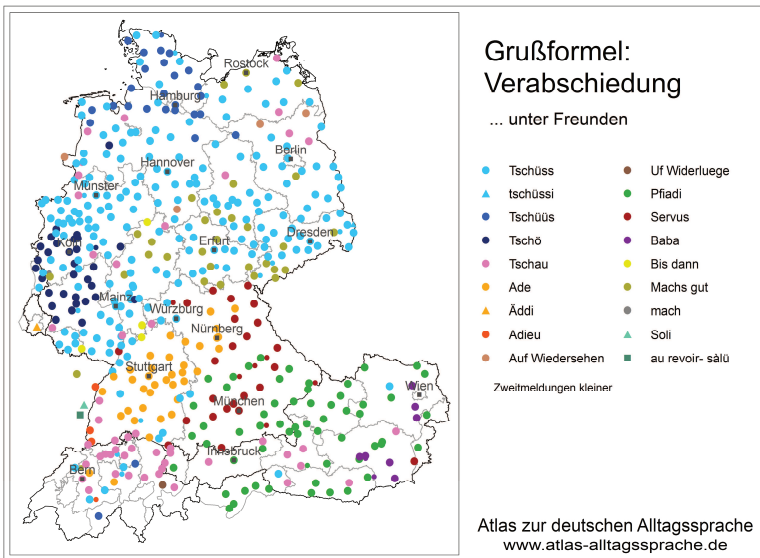 Grußformel:
Verabschiedung
... unter Freunden
Tschüss
tschüssi
Tschüüs
Tschö
Tschau
Ade
Äddi
Adieu
Auf Wiedersehen
Uf Widerluege
Pfiadi
Servus
Baba
Bis dann
Machs gut
mach
Soli
au revoir- sàlü
Zweitmeldungen kleiner
Rostock
Hamburg
Berlin
Hannover
Münster
Köln
Erfurt
Dresden
Mainz
Würzburg
Nürnberg
Stuttgart
Wien
München
Innsbruck
Bern
Atlas zur deutschen Alltagssprache
www.atlas-alltagssprache.de